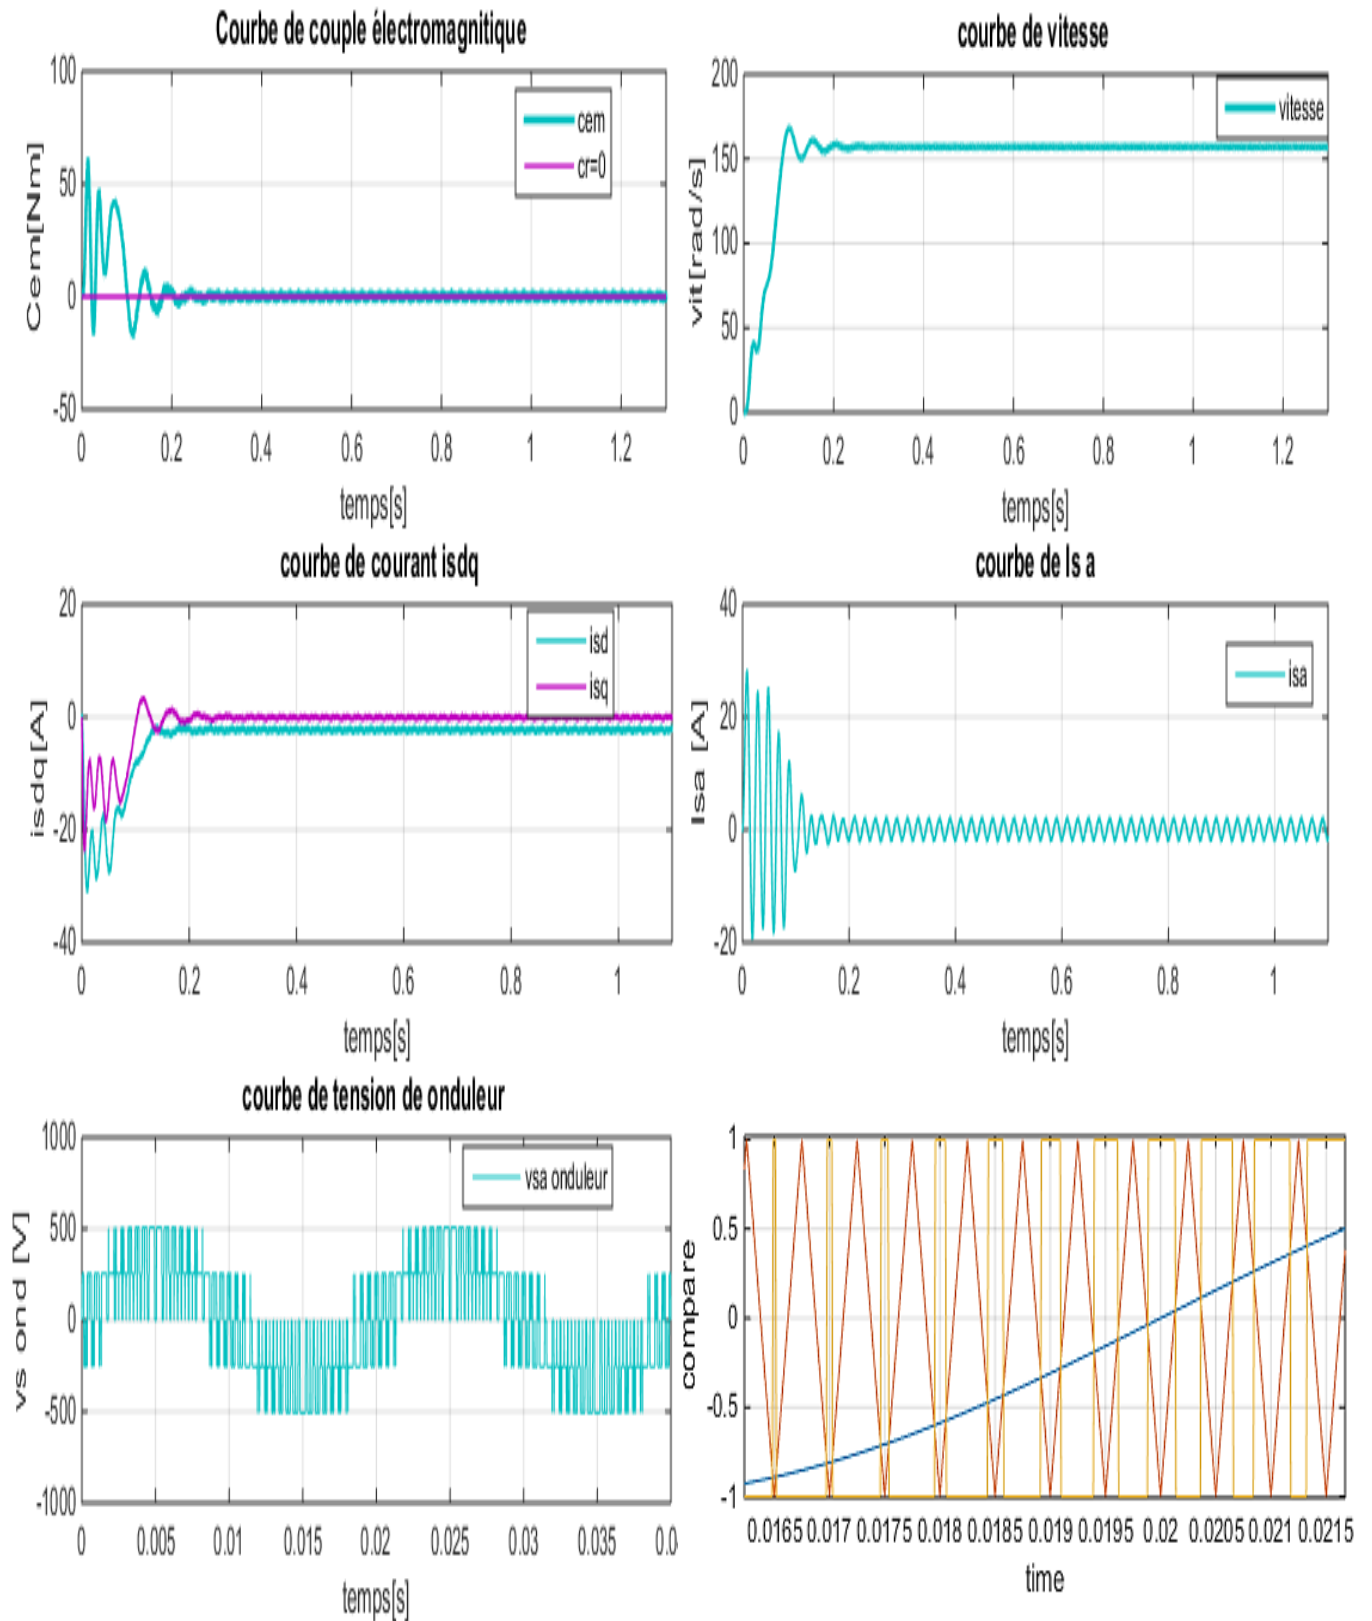 Courbe de couple électromagnitique
100
50
0
-50
Cem[Nm]
cem
cr=0
0 0.2 0.4 0.6 0.8 1 1.2
temps[s]
courbe de vitesse
200
150
100
50
0
vit[rad/s]
vitesse
0 0.2 0.4 0.6 0.8 1 1.2
temps[s]
courbe de courant isdq
20
0
-20
-40
isdq[A]
isd
isq
0 0.2 0.4 0.6 0.8 1
temps[s]
courbe de Is a
40
20
0
-20
Isa [A]
isa
0 0.2 0.4 0.6 0.8 1
temps[s]
courbe de tension de onduleur
1000
500
0
-500
-1000
vs ond [V]
vsa onduleur
0 0.005 0.01 0.015 0.02 0.025 0.03 0.035
temps[s]
1
0.5
0
-0.5
-1
compare
0.0165 0.017 0.0175 0.018 0.0185 0.019 0.0195 0.02 0.0205 0.021 0.0215
time